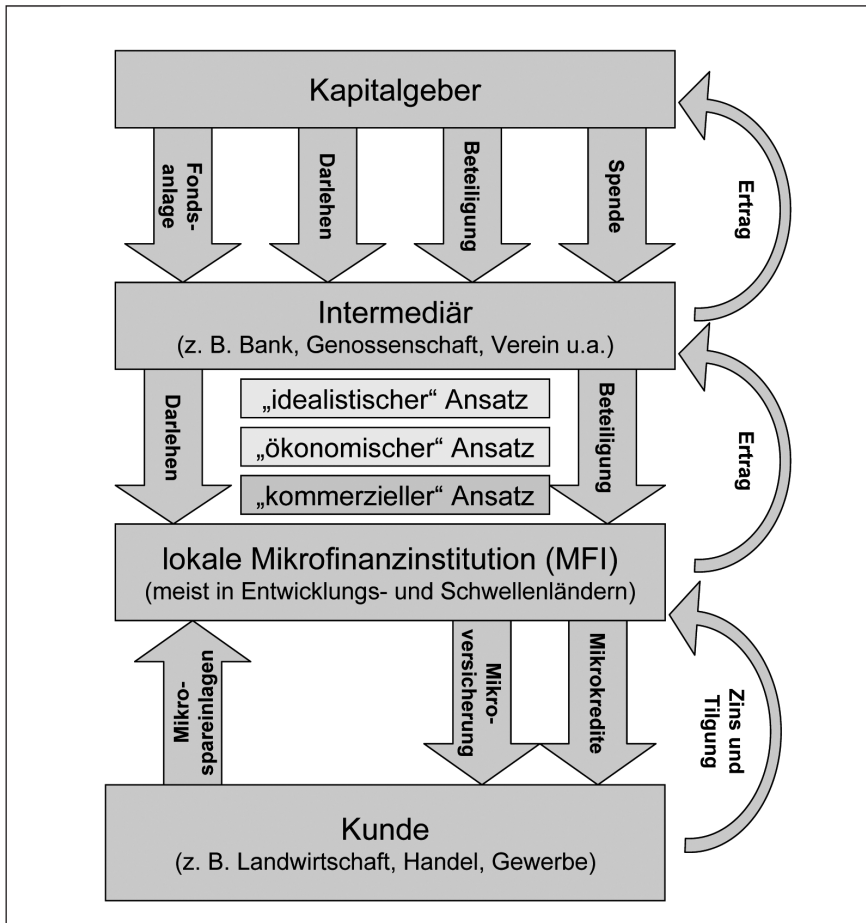 Kapitalgeber
Fonds-
anlage
Darlehen
Beteiligung
Spende
Ertrag
Intermediär
(z. B. Bank, Genossenschaft, Verein u.a.)
Darlehen
„idealistischer“ Ansatz
„ökonomischer“ Ansatz
„kommerzieller“ Ansatz
Beteiligung
Ertrag
lokale Mikrofinanzinstitution (MFI)
(meist in Entwicklungs- und Schwellenländern)
Mikro-
spareinlagen
Mikro-
versicherung
Mikrokredite
Zins und
Tilgung
Kunde
(z. B. Landwirtschaft, Handel, Gewerbe)